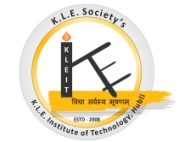 K.L.E. Society's
KLEIT
विद्या सर्वस्य भूषणम्
ESTD - 2008
K.L.E. Institute of Technology, Hubli